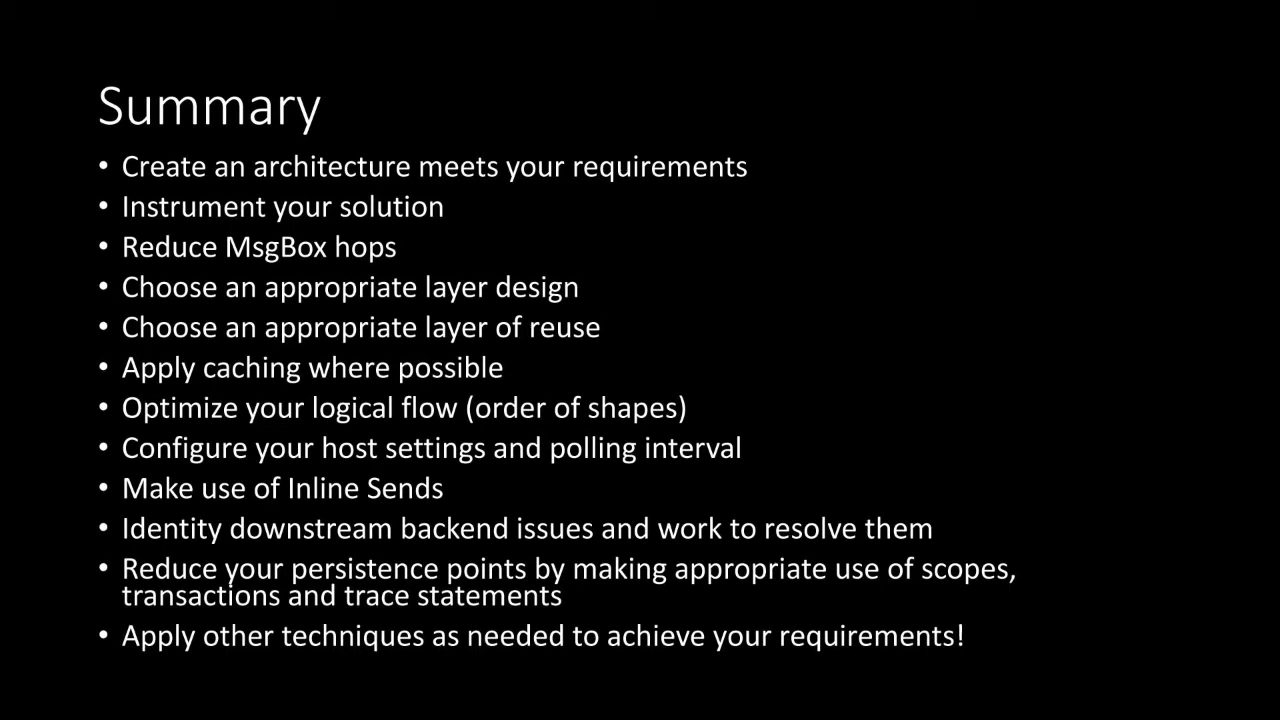 Summary
• Create an architecture meets your requirements
• Instrument your solution
• Reduce MsgBox hops
• Choose an appropriate layer design
• Choose an appropriate layer of reuse
• Apply caching where possible
• Optimize your logical flow (order of shapes)
• Configure your host settings and polling interval
• Make use of Inline Sends
• Identity downstream backend issues and work to resolve them
• Reduce your persistence points by making appropriate use of scopes,
transactions and trace statements
• Apply other techniques as needed to achieve your requirements!